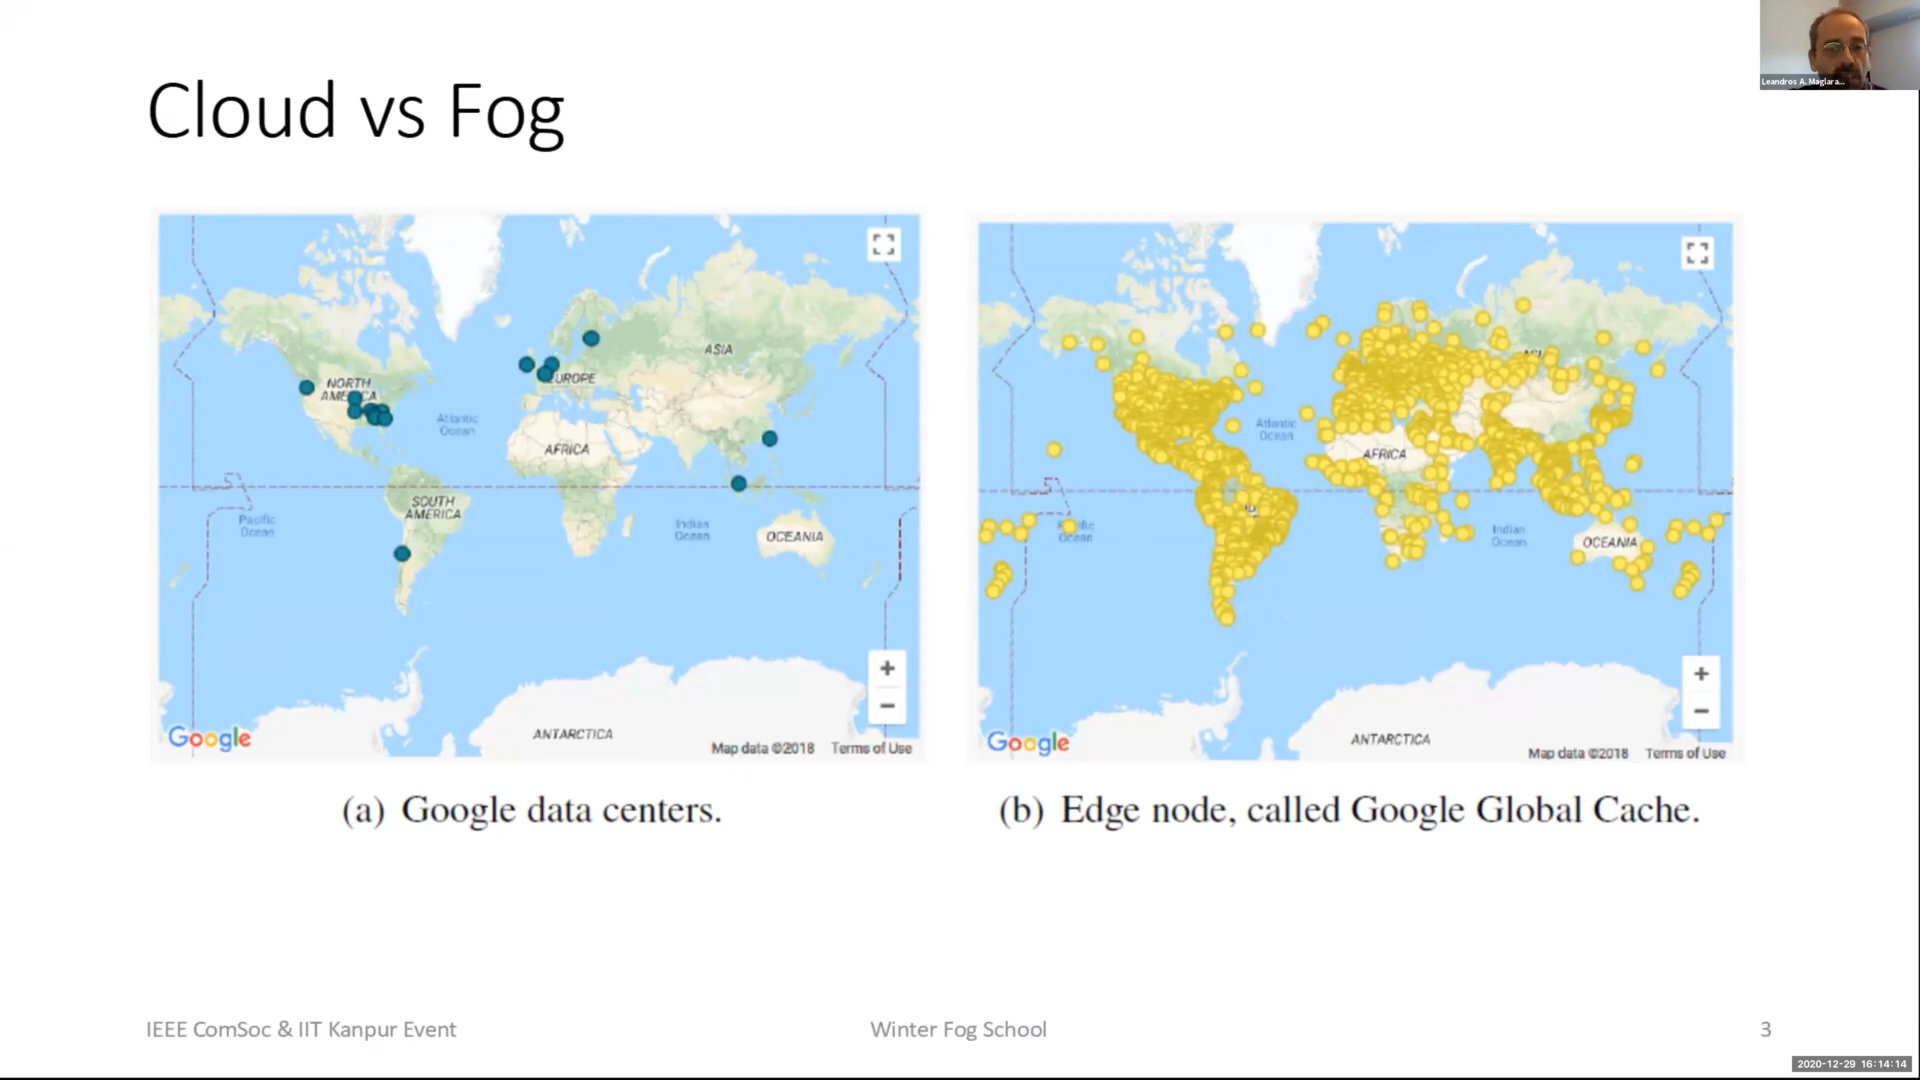 Leandros A. Maglara...
Cloud vs Fog
NORTH
AMERICA
EUROPE
ASIA
Atlantic
Ocean
AFRICA
SOUTH
AMERICA
Pacific
Ocean
Indian
Ocean
OCEANIA
ANTARCTICA
+
−
Google
Map data ©2018 Terms of Use
Atlantic
Ocean
AFRICA
Ocean
Indian
Ocean
OCEANIA
ANTARCTICA
+
−
Google
Map data ©2018 Terms of Use
(a) Google data centers.
(b) Edge node, called Google Global Cache.
IEEE ComSoc & IIT Kanpur Event
Winter Fog School
3
2020-12-29 16:14:14